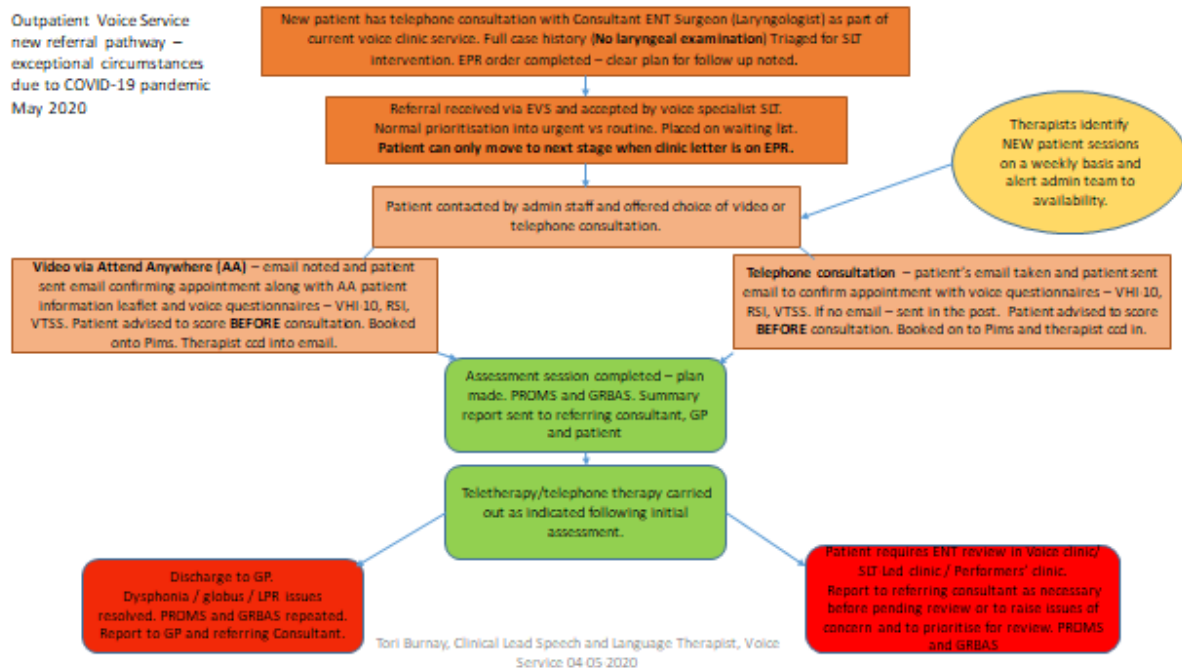 Outpatient Voice Service
new referral pathway –
exceptional circumstances
due to COVID-19 pandemic
May 2020
New patient has telephone consultation with Consultant ENT Surgeon (Laryngologist) as part of
current voice clinic service. Full case history (No laryngeal examination) Triaged for SLT
intervention. EPR order completed – clear plan for follow up noted.
Referral received via EVS and accepted by voice specialist SLT.
Normal prioritisation into urgent vs routine. Placed on waiting list.
Patient can only move to next stage when clinic letter is on EPR.
Therapists identify
NEW patient sessions
on a weekly basis and
alert admin team to
availability.
Patient contacted by admin staff and offered choice of video or
telephone consultation.
Video via Attend Anywhere (AA) – email noted and patient
sent email confirming appointment along with AA patient
information leaflet and voice questionnaires – VHI-10, RSI,
VTSS. Patient advised to score BEFORE consultation. Booked
onto Pims. Therapist ccd into email.
Telephone consultation – patient's email taken and patient sent
email to confirm appointment with voice questionnaires – VHI-10,
RSI, VTSS. If no email – sent in the post. Patient advised to score
BEFORE consultation. Booked on to Pims and therapist ccd in.
Assessment session completed – plan
made. PROMS and GRBAS. Summary
report sent to referring consultant, GP
and patient
Teletherapy/telephone therapy carried
out as indicated following initial
assessment.
Discharge to GP.
Dysphonia / globus / LPR issues
resolved. PROMS and GRBAS repeated.
Report to GP and referring Consultant.
Patient requires ENT review in Voice clinic/
SLT Led clinic / Performers' clinic.
Report to referring consultant as necessary
before pending review or to raise issues of
concern and to prioritise for review. PROMS
and GRBAS
Tori Burnay, Clinical Lead Speech and Language Therapist, Voice
Service 04-05-2020